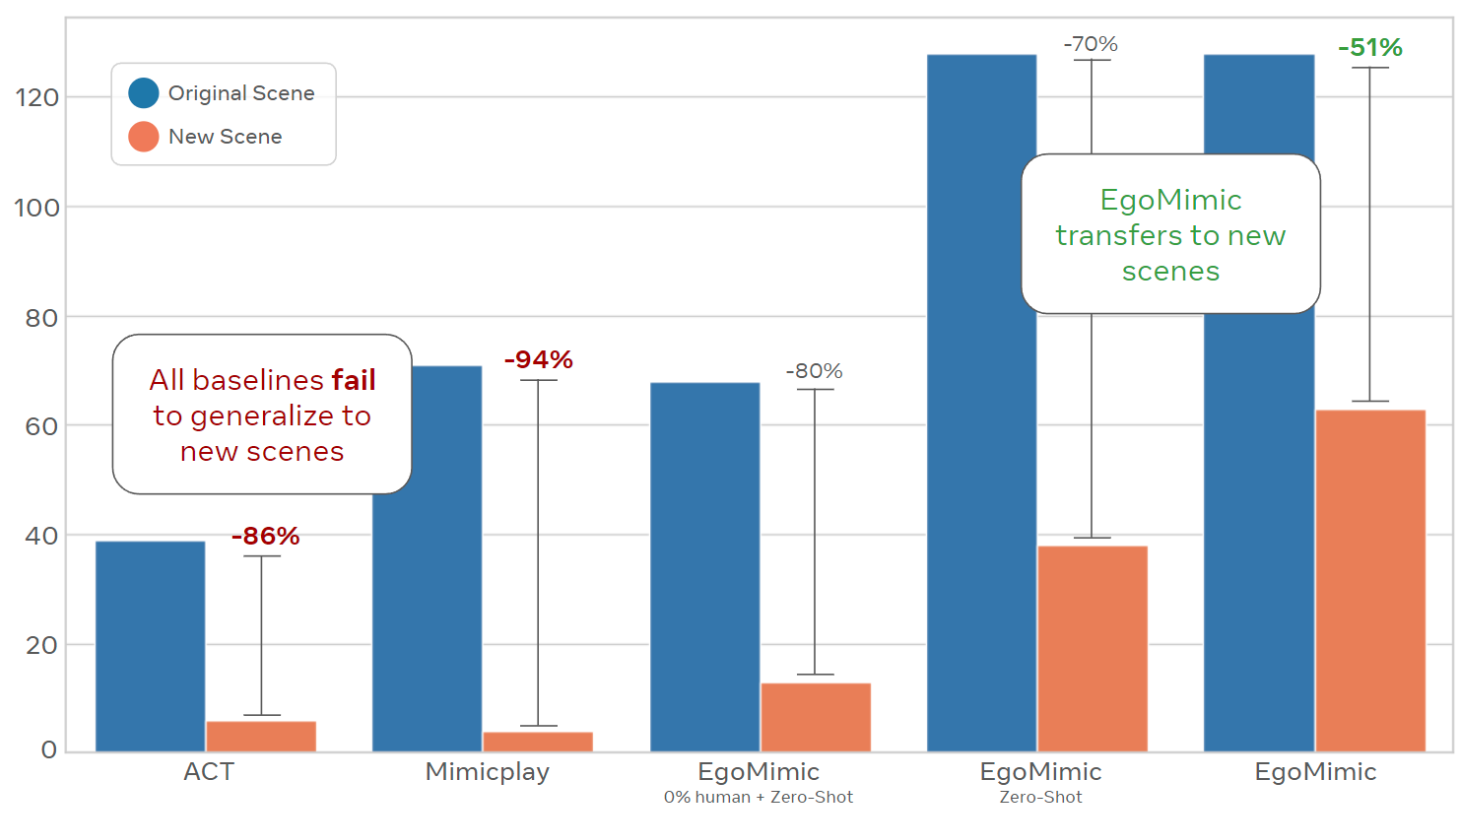 -70%
-51%
Original Scene
New Scene
120
100
80
60
40
20
0
EgoMimic
transfers to new
scenes
All baselines fail
to generalize to
new scenes
-94%
-80%
-86%
ACT
Mimicplay
EgoMimic
0% human + Zero-Shot
EgoMimic
Zero-Shot
EgoMimic